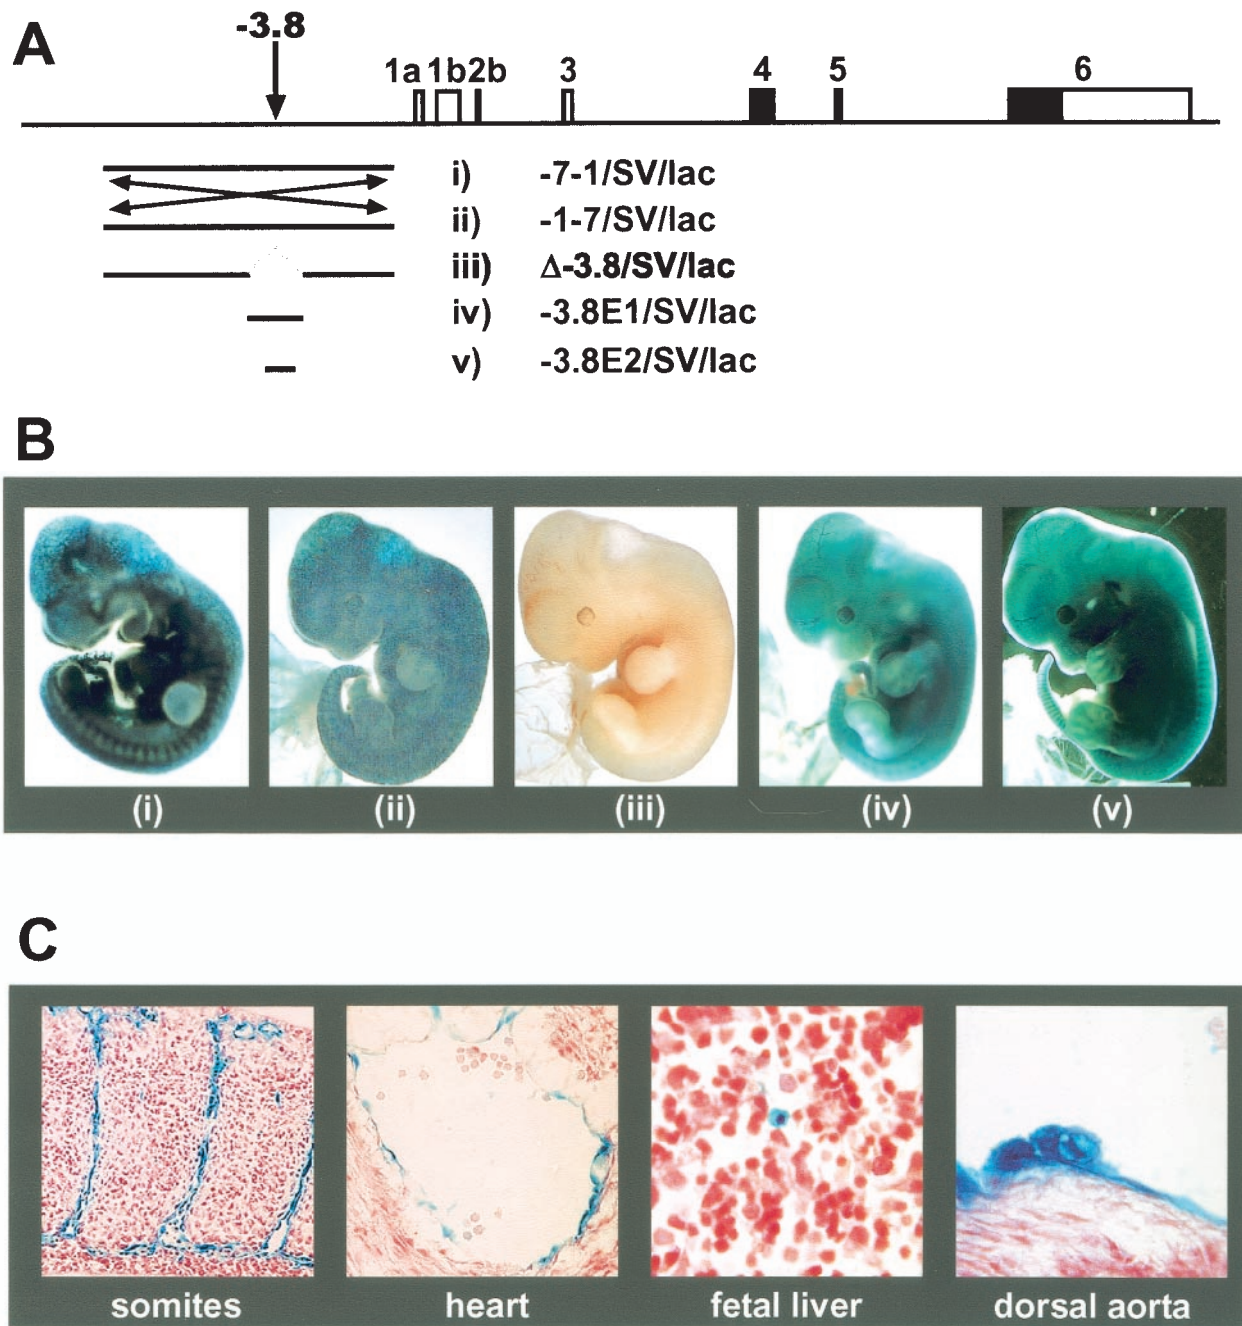 A
-3.8
1a 1b 2b 3 4 5 6
i) -7-1/SV/lac
ii) -1-7/SV/lac
iii) Δ-3.8/SV/lac
iv) -3.8E1/SV/lac
v) -3.8E2/SV/lac
B
(i) (ii) (iii) (iv) (v)
C
somites heart fetal liver dorsal aorta